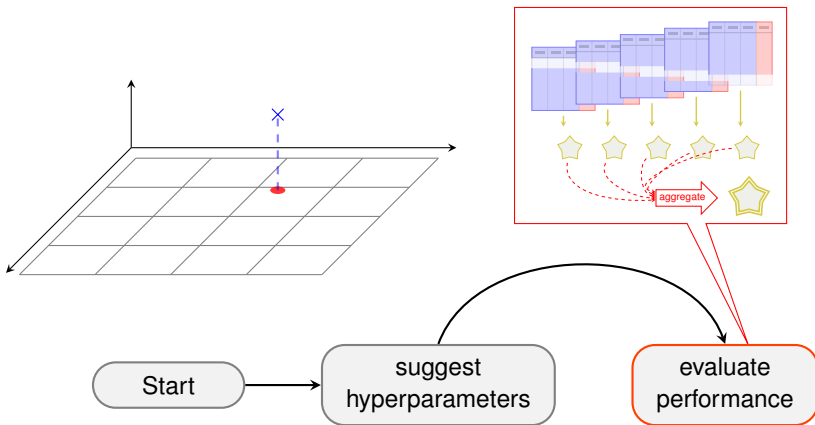 aggregate
Start
suggest
hyperparameters
evaluate
performance